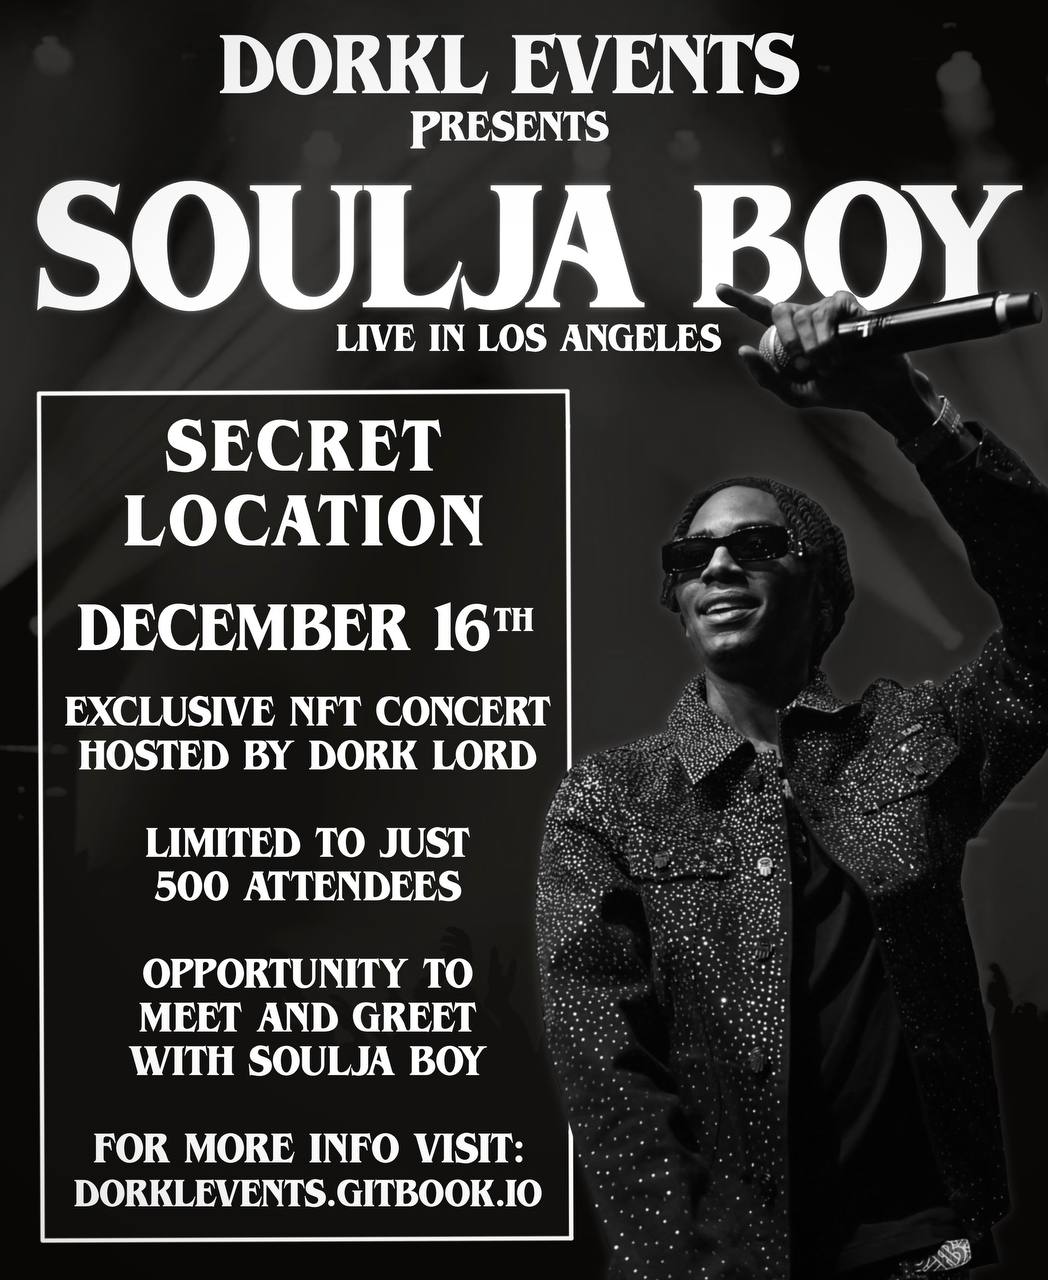 DORKL EVENTS
PRESENTS
SOULJA BOY
LIVE IN LOS ANGELES
SECRET
LOCATION
DECEMBER 16TH
EXCLUSIVE NFT CONCERT
HOSTED BY DORK LORD
LIMITED TO JUST
500 ATTENDEES
OPPORTUNITY TO
MEET AND GREET
WITH SOULJA BOY
FOR MORE INFO VISIT:
DORKLEVENTS.GITBOOK.IO